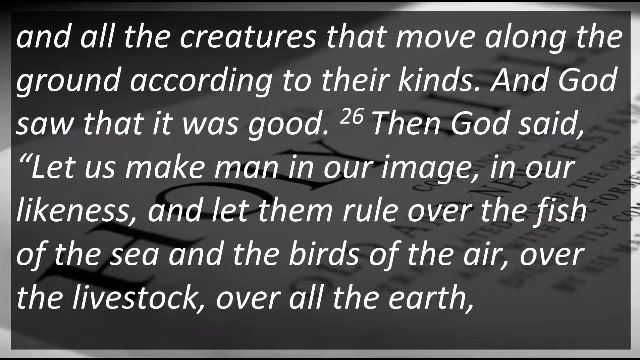 and all the creatures that move along the
ground according to their kinds. And God
saw that it was good. 26 Then God said,
“Let us make man in our image, in our
likeness, and let them rule over the fish
of the sea and the birds of the air, over
the livestock, over all the earth,
HOLY